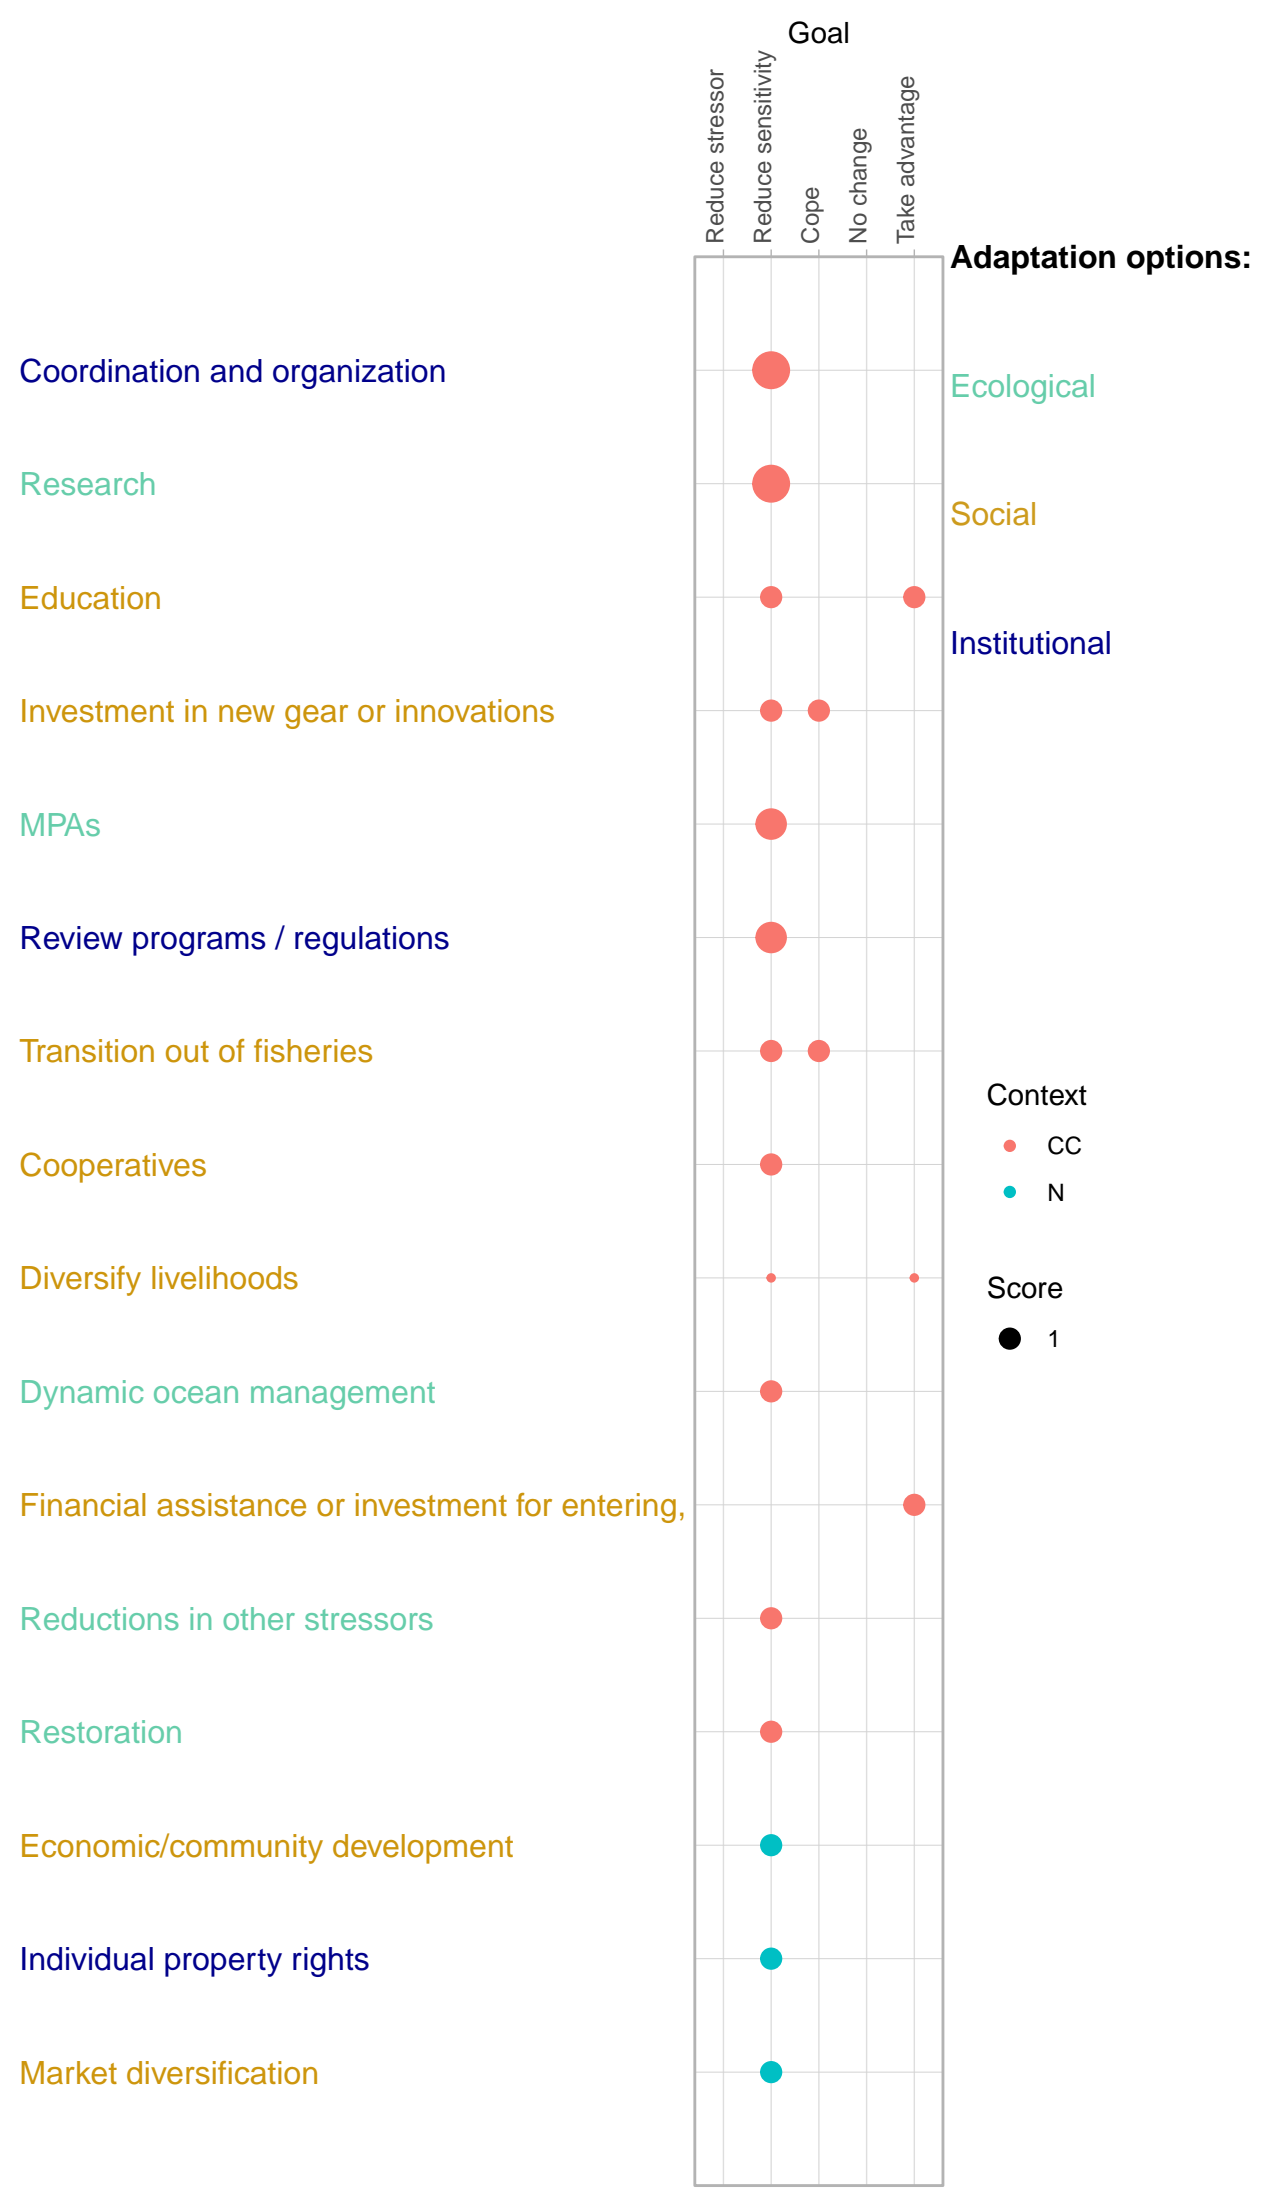 Goal
Reduce stressor
Reduce sensitivity
Cope
No change
Take advantage
Adaptation options:
Coordination and organization
Ecological
Research
Social
Education
Institutional
Investment in new gear or innovations
MPAs
Review programs / regulations
Transition out of fisheries
Context
CC
Cooperatives
N
Diversify livelihoods
Score
1
Dynamic ocean management
Financial assistance or investment for entering,
Reductions in other stressors
Restoration
Economic/community development
Individual property rights
Market diversification